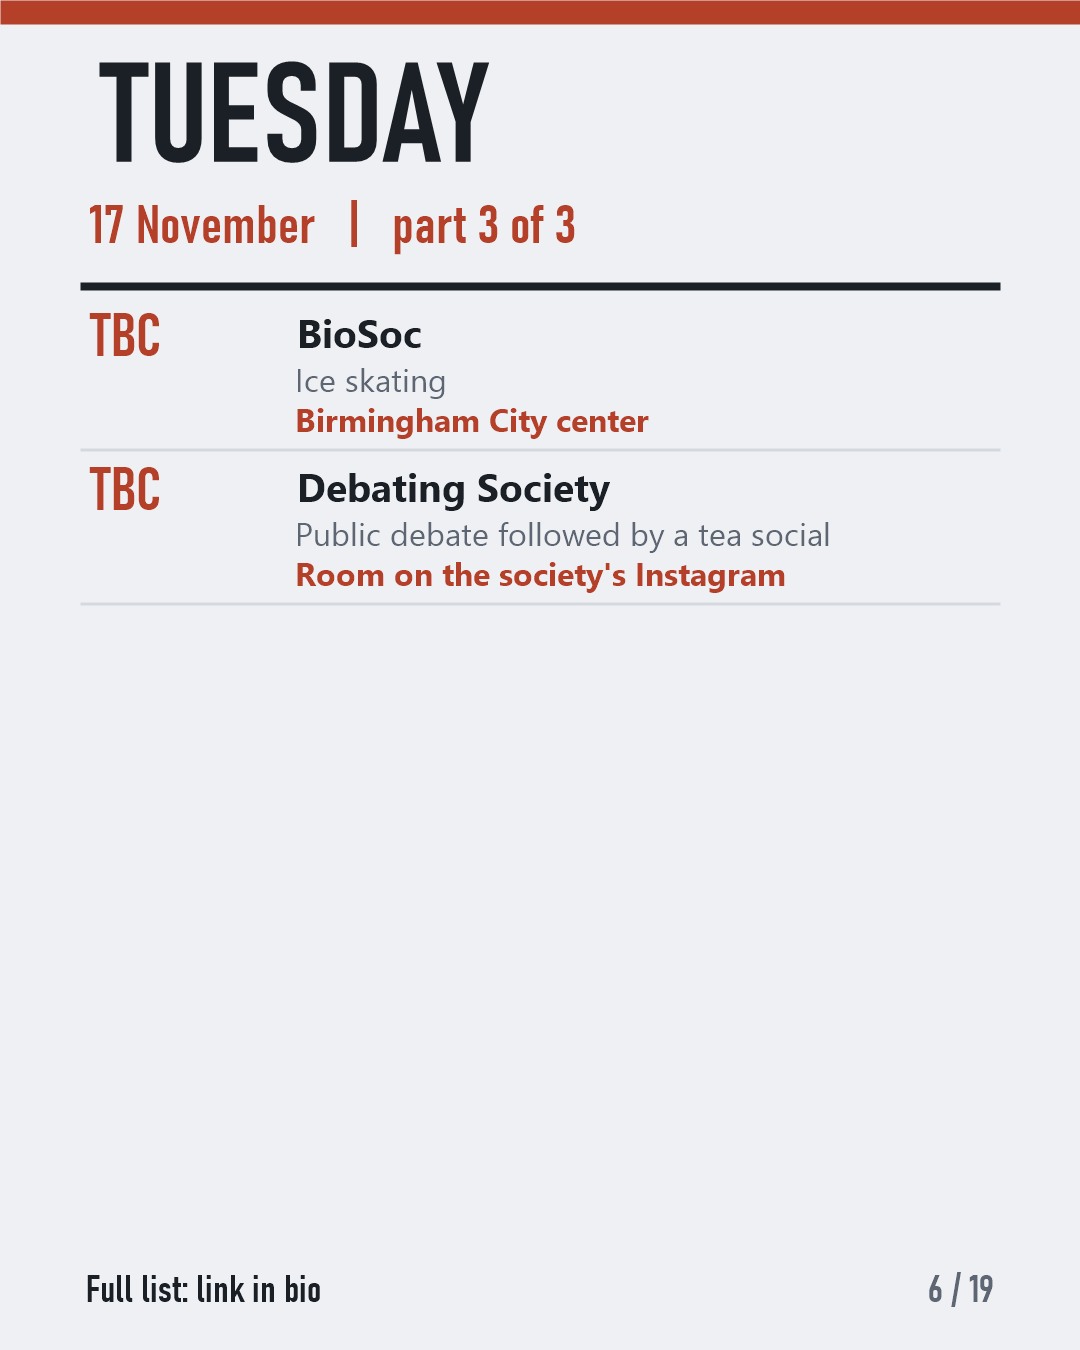 TUESDAY
17 November | part 3 of 3
TBC
BioSoc
Ice skating
Birmingham City center
TBC
Debating Society
Public debate followed by a tea social
Room on the society's Instagram
Full list: link in bio
6 / 19